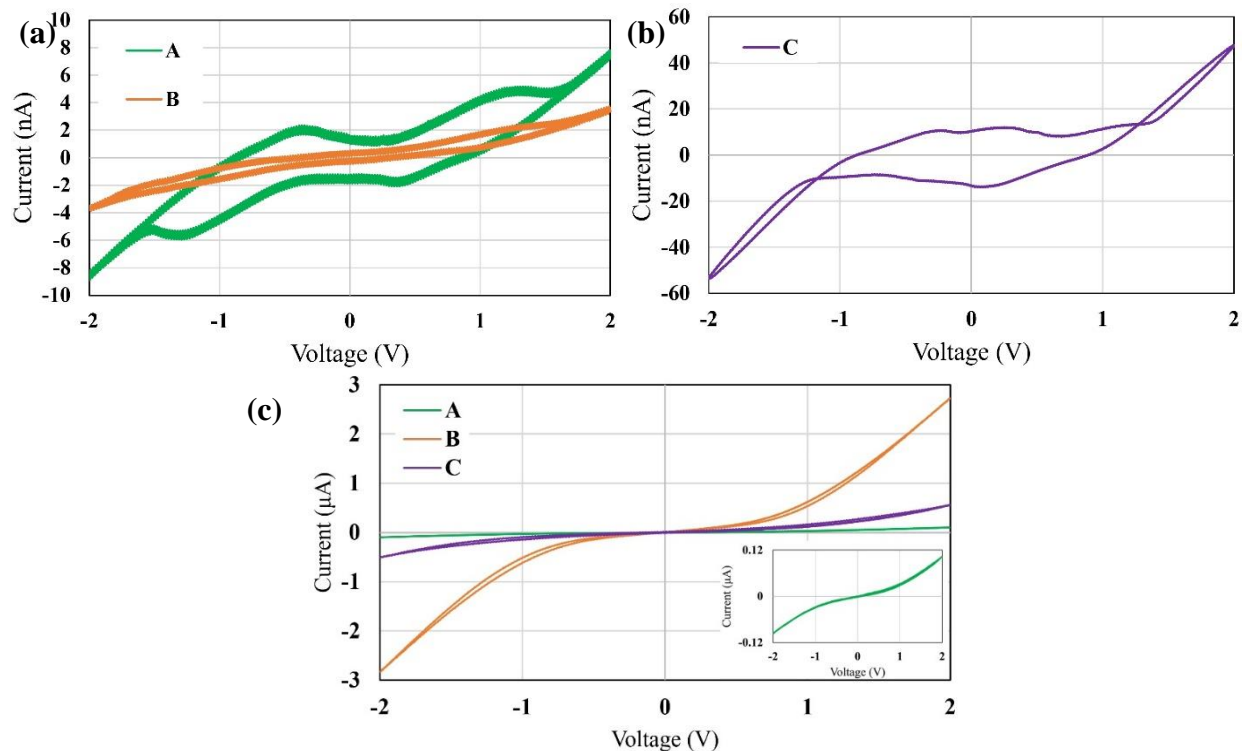 (a)
10
8
6
4
2
0
-2
-4
-6
-8
-10
Current (nA)
A
B
-2
-1
0
1
2
Voltage (V)
(b)
60
40
20
0
-20
-40
-60
Current (nA)
C
-2
-1
0
1
2
Voltage (V)
(c)
3
2
1
0
-1
-2
-3
Current (μA)
A
B
C
-2
-1
0
1
2
Voltage (V)
0.12
0
-0.12
Current (μA)
-2
-1
0
1
2
Voltage (V)